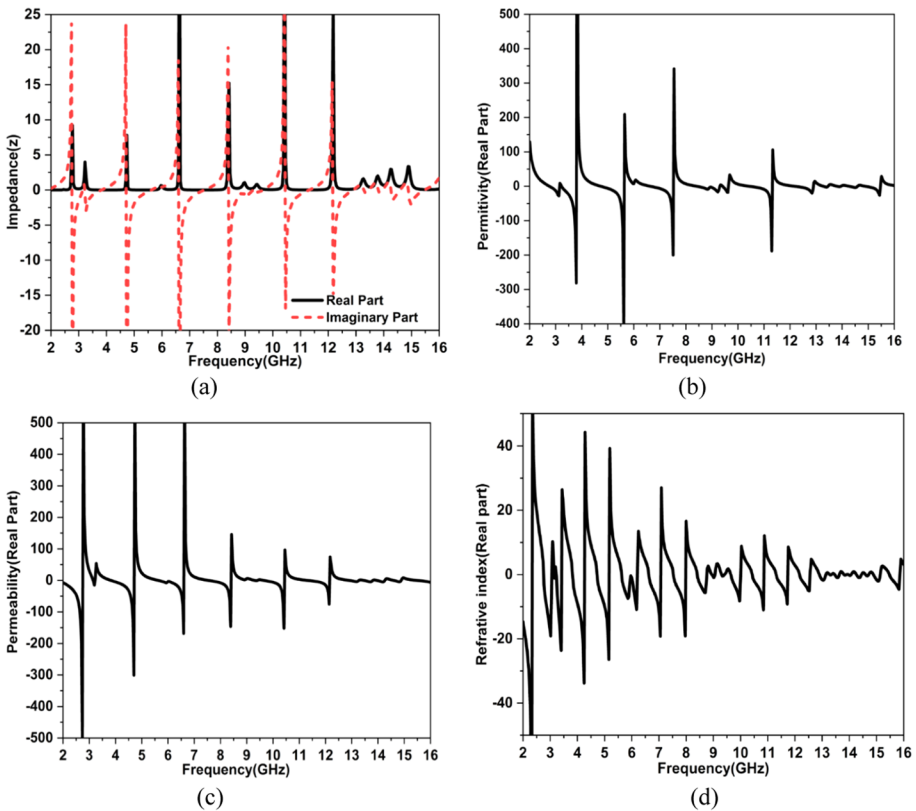 25
20
15
10
5
0
-5
-10
-15
-20
Impedance(z)
Real Part
Imaginary Part
2 3 4 5 6 7 8 9 10 11 12 13 14 15 16
Frequency(GHz)
(a)
500
400
300
200
100
0
-100
-200
-300
-400
Permitivity(Real Part)
2 3 4 5 6 7 8 9 10 11 12 13 14 15 16
Frequency(GHz)
(b)
500
400
300
200
100
0
-100
-200
-300
-400
-500
Permeability(Real Part)
2 3 4 5 6 7 8 9 10 11 12 13 14 15 16
Frequency(GHz)
(c)
40
20
0
-20
-40
Refrative index(Real part)
2 3 4 5 6 7 8 9 10 11 12 13 14 15 16
Frequency(GHz)
(d)